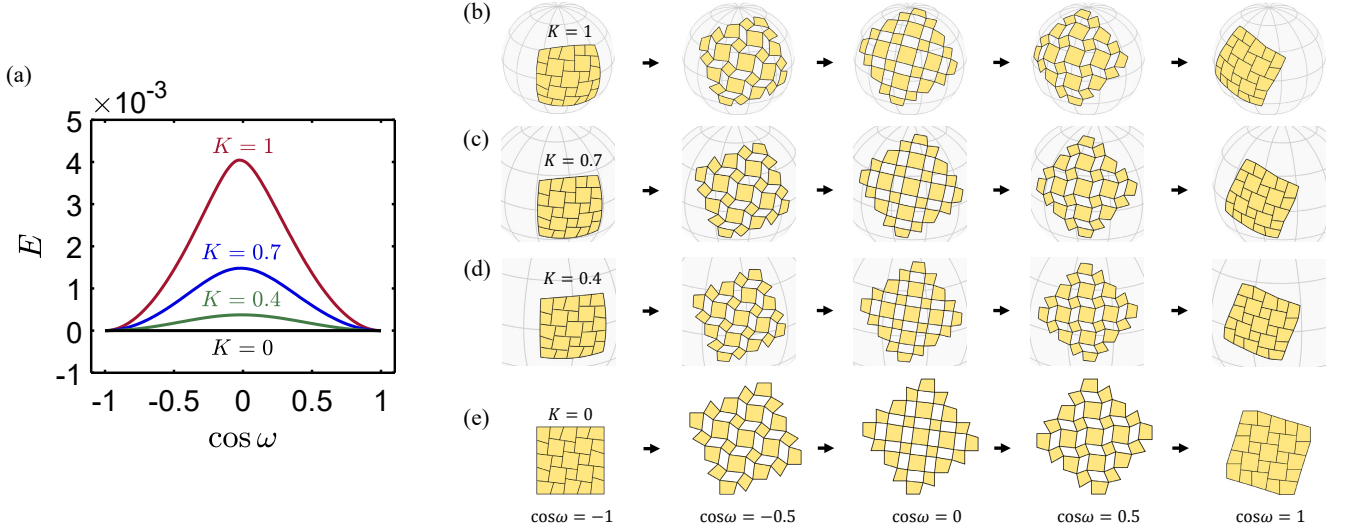 (a)
×10⁻³
5
4
3
2
1
0
-1
E
K = 1
K = 0.7
K = 0.4
K = 0
-1 -0.5 0 0.5 1
cos ω
(b)
K = 1
(c)
K = 0.7
(d)
K = 0.4
(e)
K = 0
cosω = −1 cosω = −0.5 cosω = 0 cosω = 0.5 cosω = 1